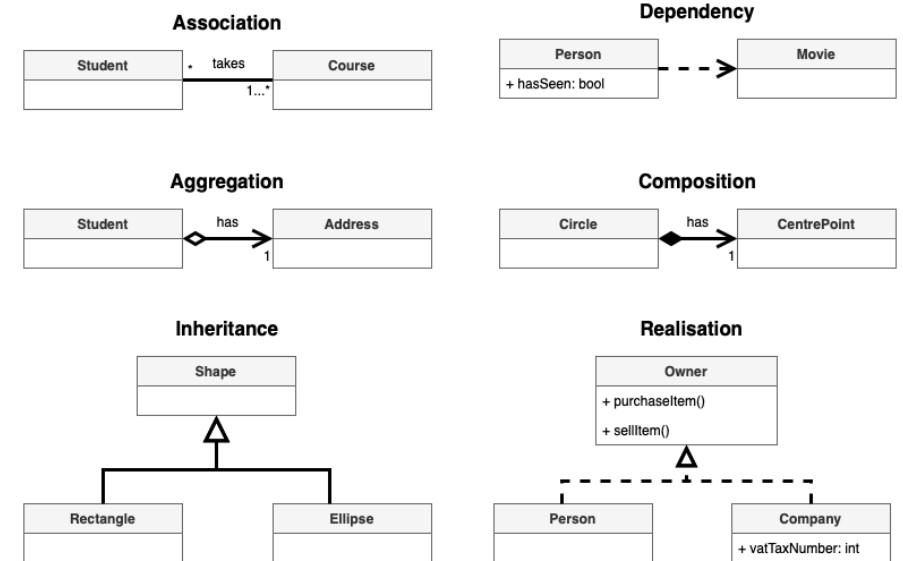 Association
Student
* takes
1...*
Course
Dependency
Person
+ hasSeen: bool
Movie
Aggregation
Student
has
1
Address
Composition
Circle
has
1
CentrePoint
Inheritance
Shape
Rectangle
Ellipse
Realisation
Owner
+ purchaseItem()
+ sellItem()
Person
Company
+ vatTaxNumber: int